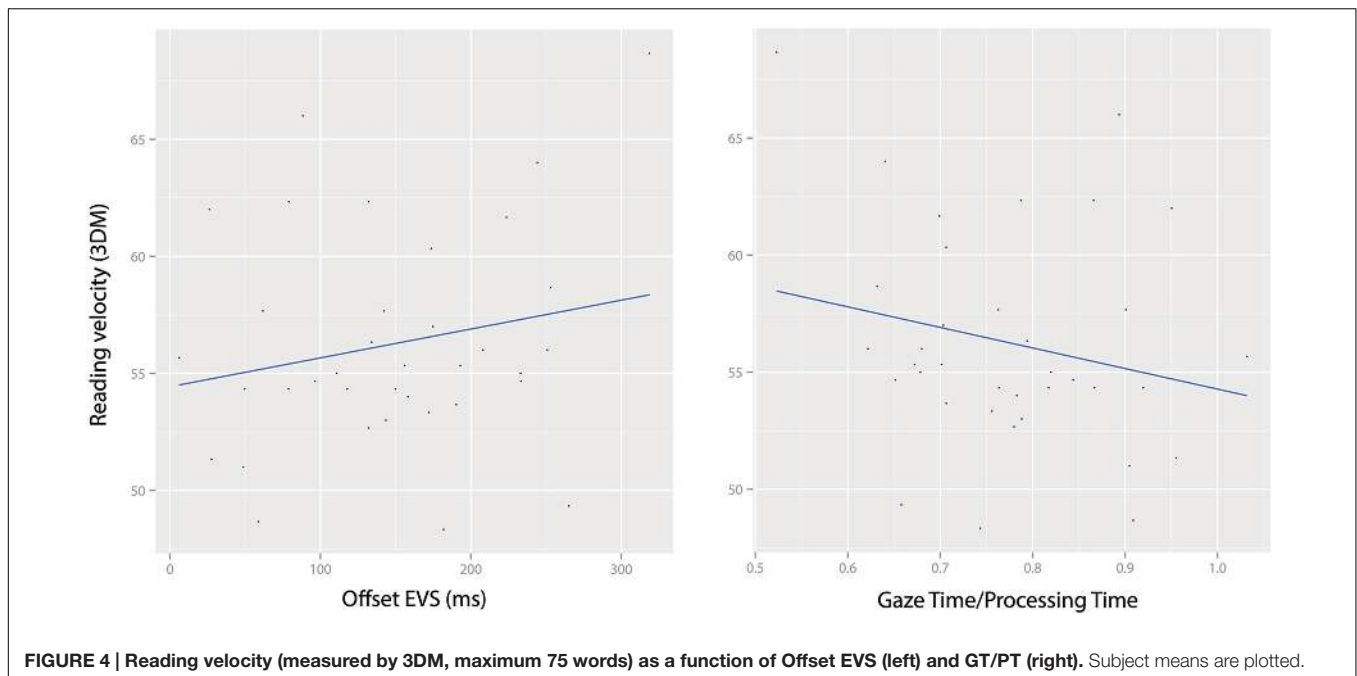 Reading velocity (3DM)
65
60
55
50
0 100 200 300
Offset EVS (ms)
65
60
55
50
0.5 0.6 0.7 0.8 0.9 1.0
Gaze Time/Processing Time
FIGURE 4 | Reading velocity (measured by 3DM, maximum 75 words) as a function of Offset EVS (left) and GT/PT (right). Subject means are plotted.